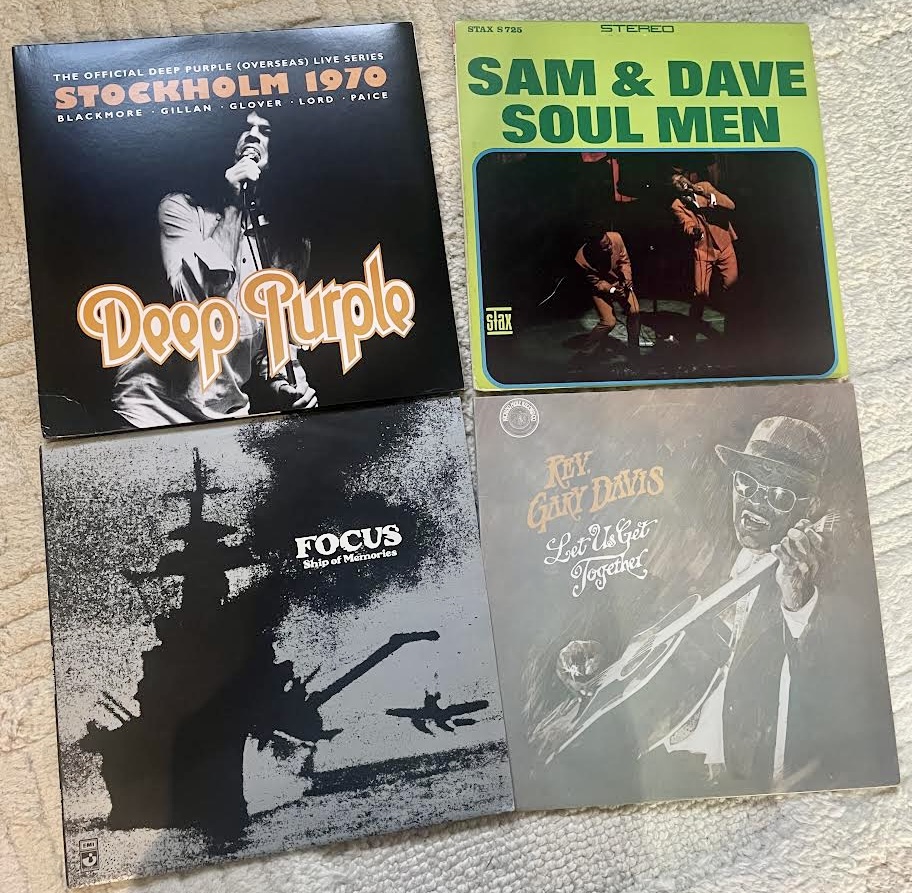 THE OFFICIAL DEEP PURPLE (OVERSEAS) LIVE SERIES
STOCKHOLM 1970
BLACKMORE · GILLAN · GLOVER · LORD · PAICE
Deep Purple
STAX S 725
STEREO
SAM & DAVE
SOUL MEN
stax
FOCUS
Ship of Memories
EMI
REV.
GARY DAVIS
Let Us Get
Together